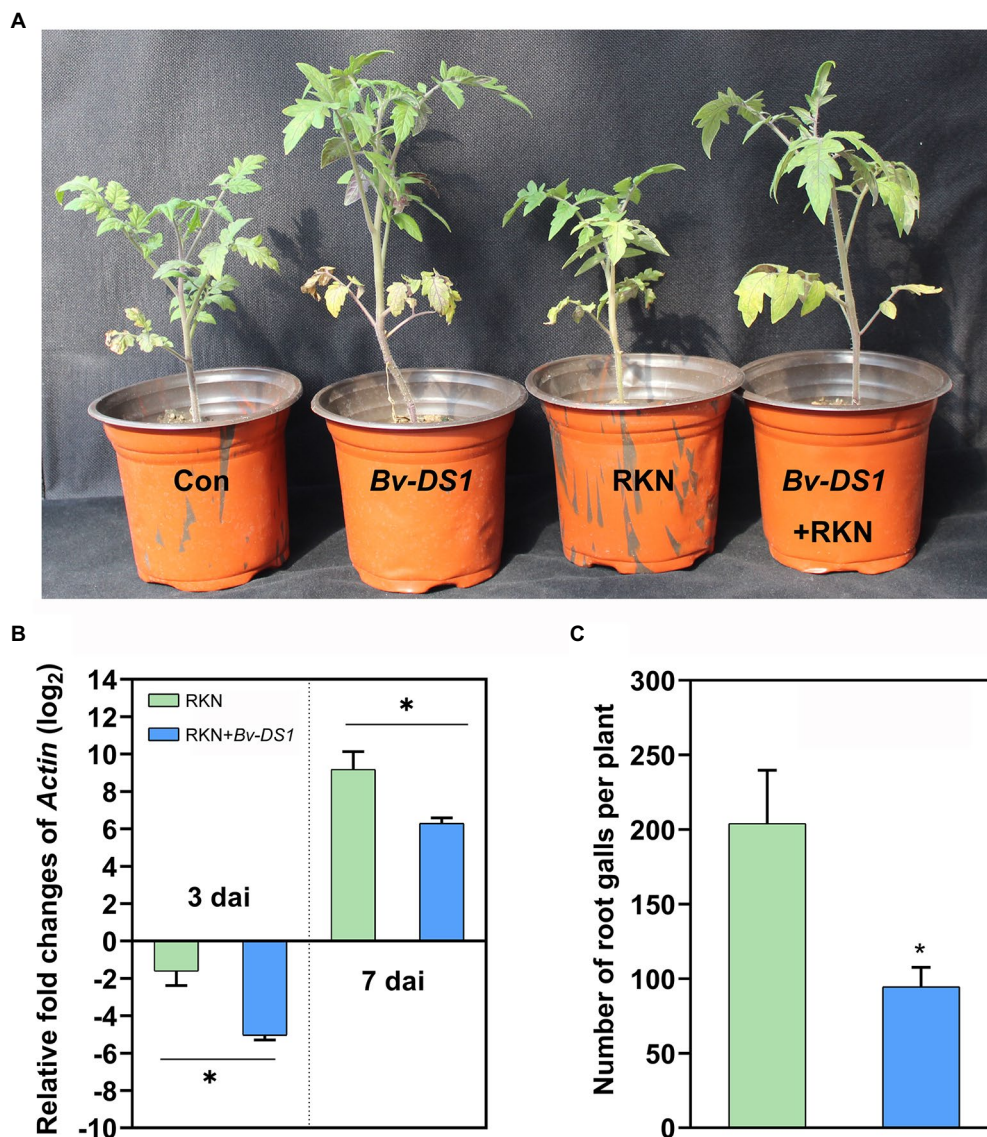 A
Con
Bv-DS1
RKN
Bv-DS1
+RKN
B
Relative fold changes of Actin (log₂)
14
12
10
8
6
4
2
0
-2
-4
-6
-8
-10
RKN
RKN+Bv-DS1
*
3 dai
7 dai
*
C
Number of root galls per plant
300
250
200
150
100
50
0
*